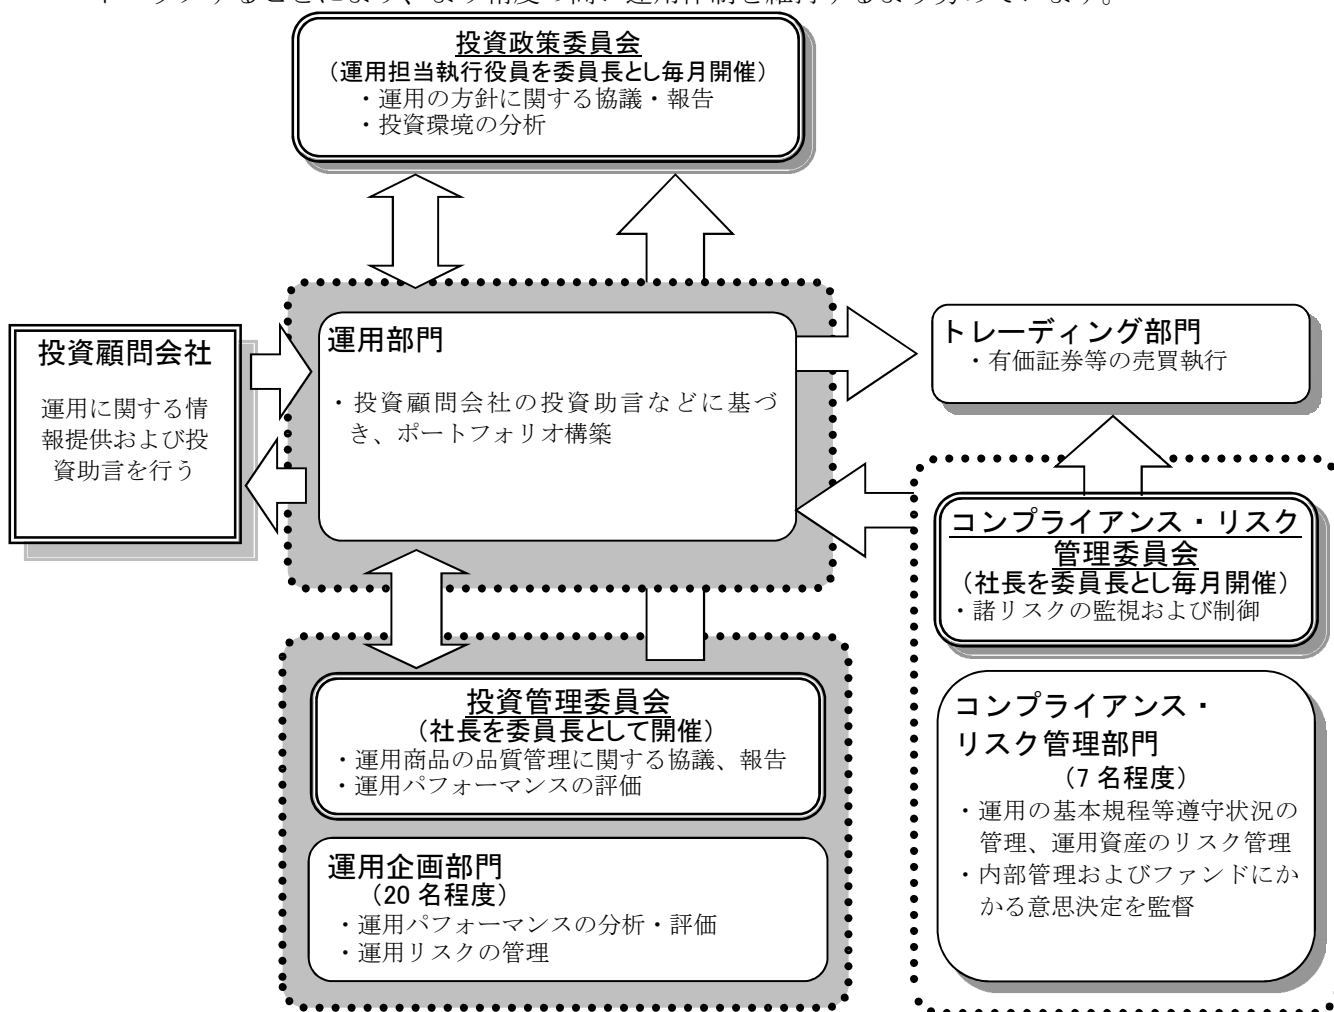 投資政策委員会
（運用担当執行役員を委員長とし毎月開催）
・運用の方針に関する協議・報告
・投資環境の分析
投資顧問会社
運用に関する情
報提供および投
資助言を行う
運用部門
・投資顧問会社の投資助言などに基づ
き、ポートフォリオ構築
トレーディング部門
・有価証券等の売買執行
コンプライアンス・リスク
管理委員会
（社長を委員長とし毎月開催）
・諸リスクの監視および制御
投資管理委員会
（社長を委員長として開催）
・運用商品の品質管理に関する協議、報告
・運用パフォーマンスの評価
運用企画部門
（20 名程度）
・運用パフォーマンスの分析・評価
・運用リスクの管理
コンプライアンス・
リスク管理部門
（7 名程度）
・運用の基本規程等遵守状況の
管理、運用資産のリスク管理
・内部管理およびファンドにか
かる意思決定を監督